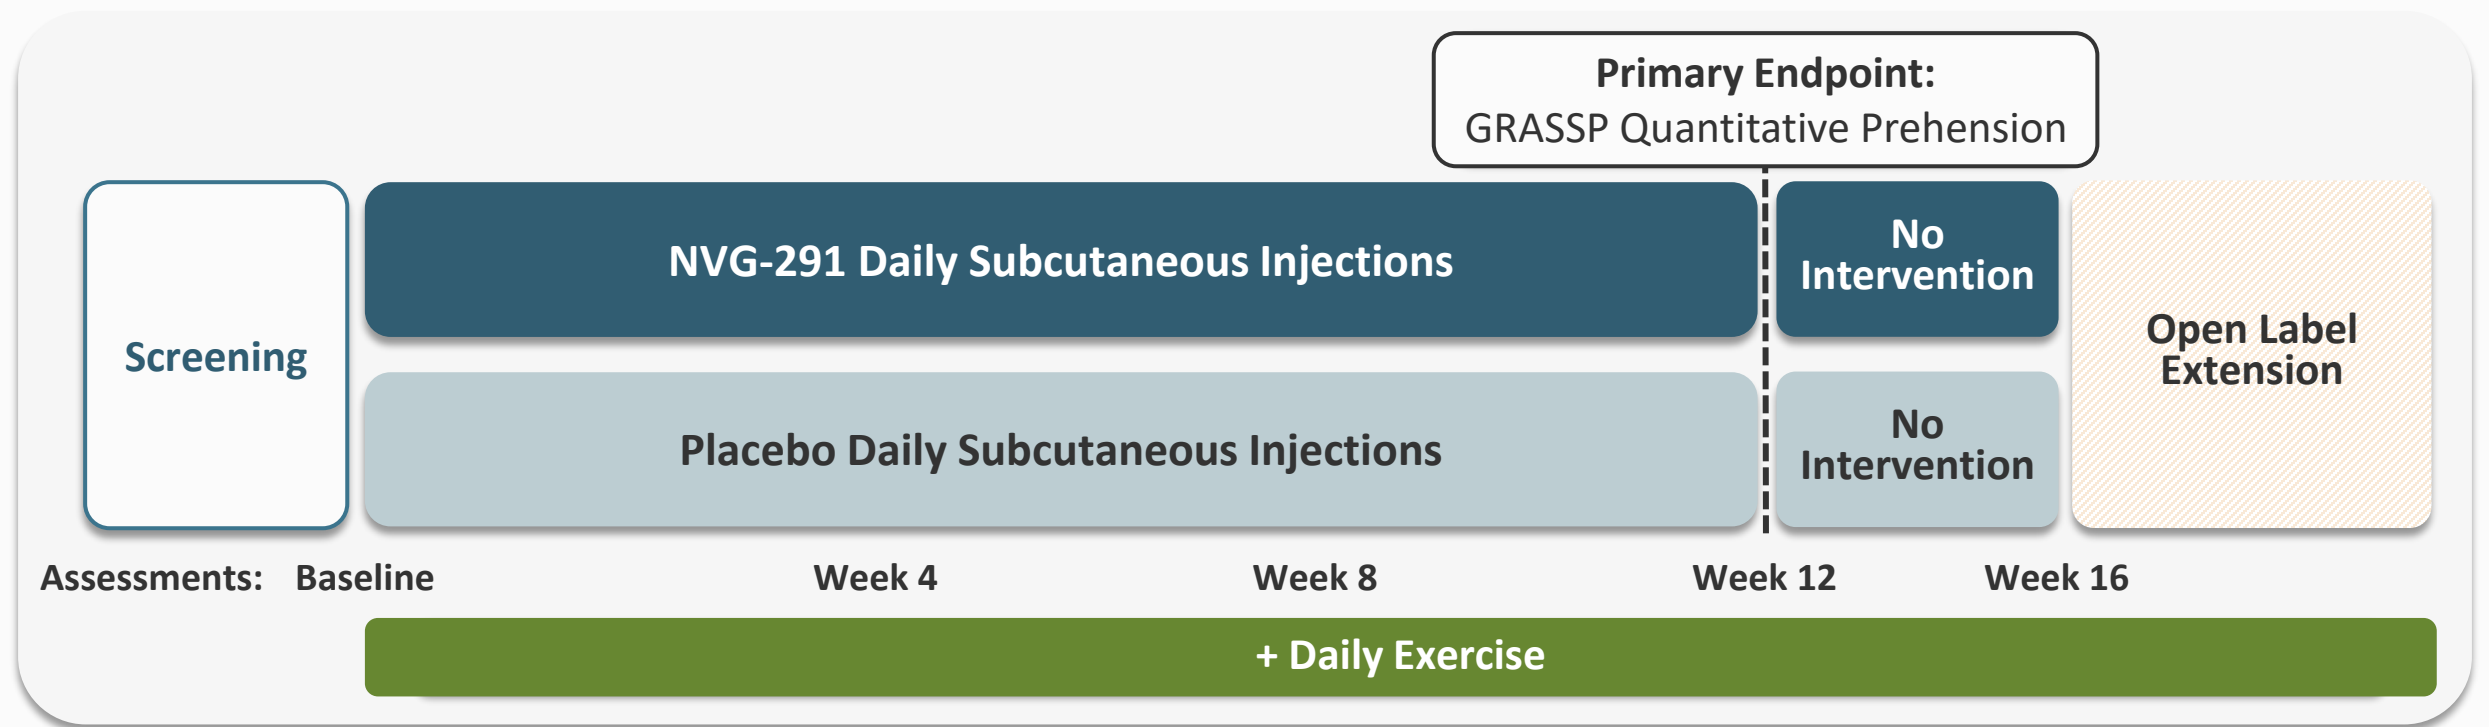 Primary Endpoint:
GRASSP Quantitative Prehension
Screening
NVG-291 Daily Subcutaneous Injections
No
Intervention
Placebo Daily Subcutaneous Injections
No
Intervention
Open Label
Extension
Assessments: Baseline Week 4 Week 8 Week 12 Week 16
+ Daily Exercise